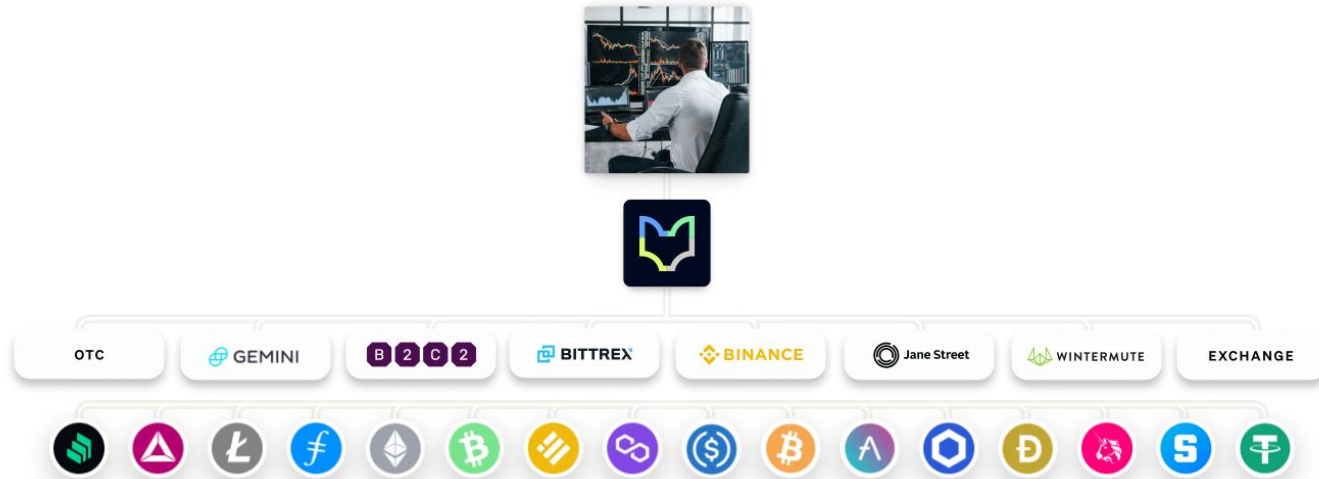 OTC
GEMINI
B2C2
BITTREX
BINANCE
Jane Street
WINTERMUTE
EXCHANGE